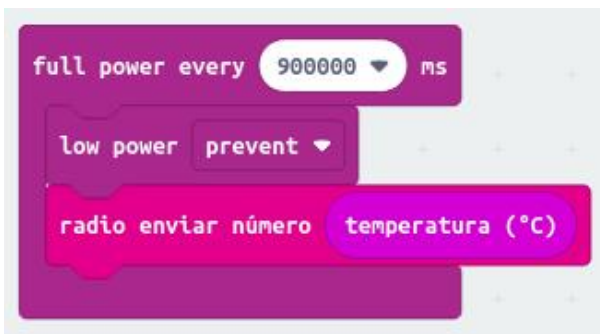 full power every 900000 ms
low power prevent
radio enviar número temperatura (°C)